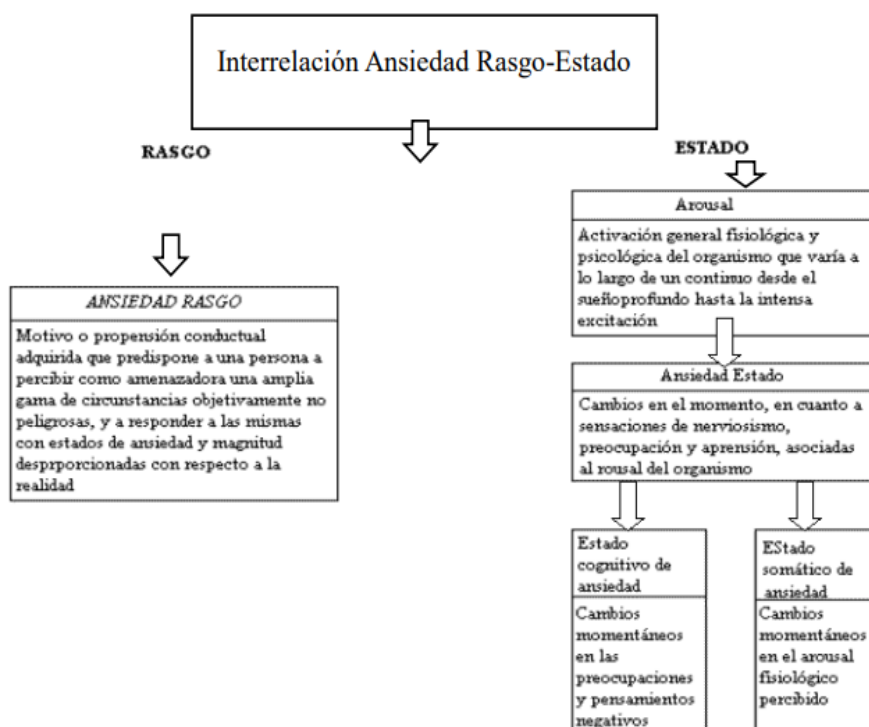 Interrelación Ansiedad Rasgo-Estado
RASGO
ANSIEDAD RASGO
Motivo o propensión conductual
adquirida que predispone a una persona a
percibir como amenazadora una amplia
gama de circunstancias objetivamente no
peligrosas, y a responder a las mismas
con estados de ansiedad y magnitud
desprporcionadas con respecto a la
realidad
ESTADO
Arousal
Activación general fisiológica y
psicológica del organismo que varía a
lo largo de un continuo desde el
sueñoprofundo hasta la intensa
excitación
Ansiedad Estado
Cambios en el momento, en cuanto a
sensaciones de nerviosismo,
preocupación y aprensión, asociadas
al rousal del organismo
Estado
cognitivo de
ansiedad
Cambios
momentáneos
en las
preocupaciones
y pensamientos
negativos
EStado
somático de
ansiedad
Cambios
momentáneos
en el arousal
fisiológico
percibido